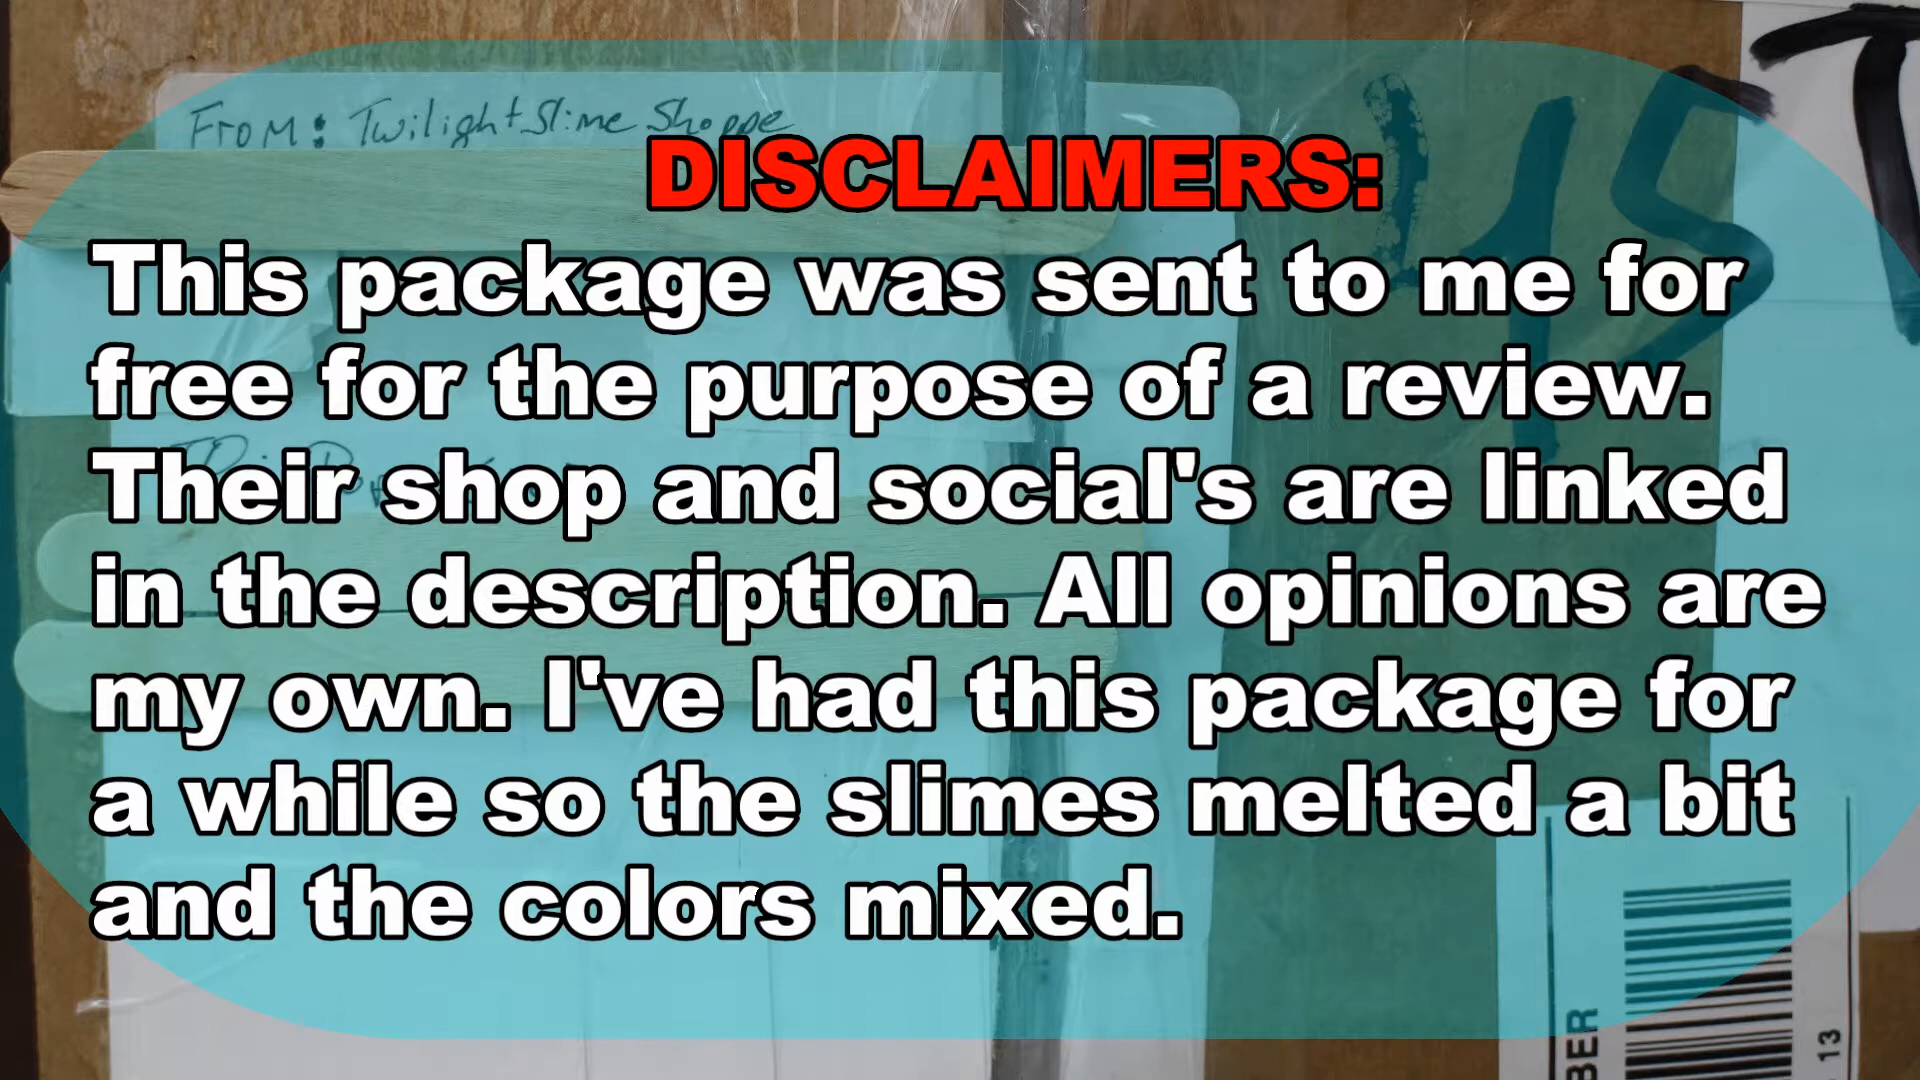 From: Twilight Slime Shoppe
DISCLAIMERS:
This package was sent to me for
free for the purpose of a review.
Their shop and social's are linked
in the description. All opinions are
my own. I've had this package for
a while so the slimes melted a bit
and the colors mixed.
BER
13